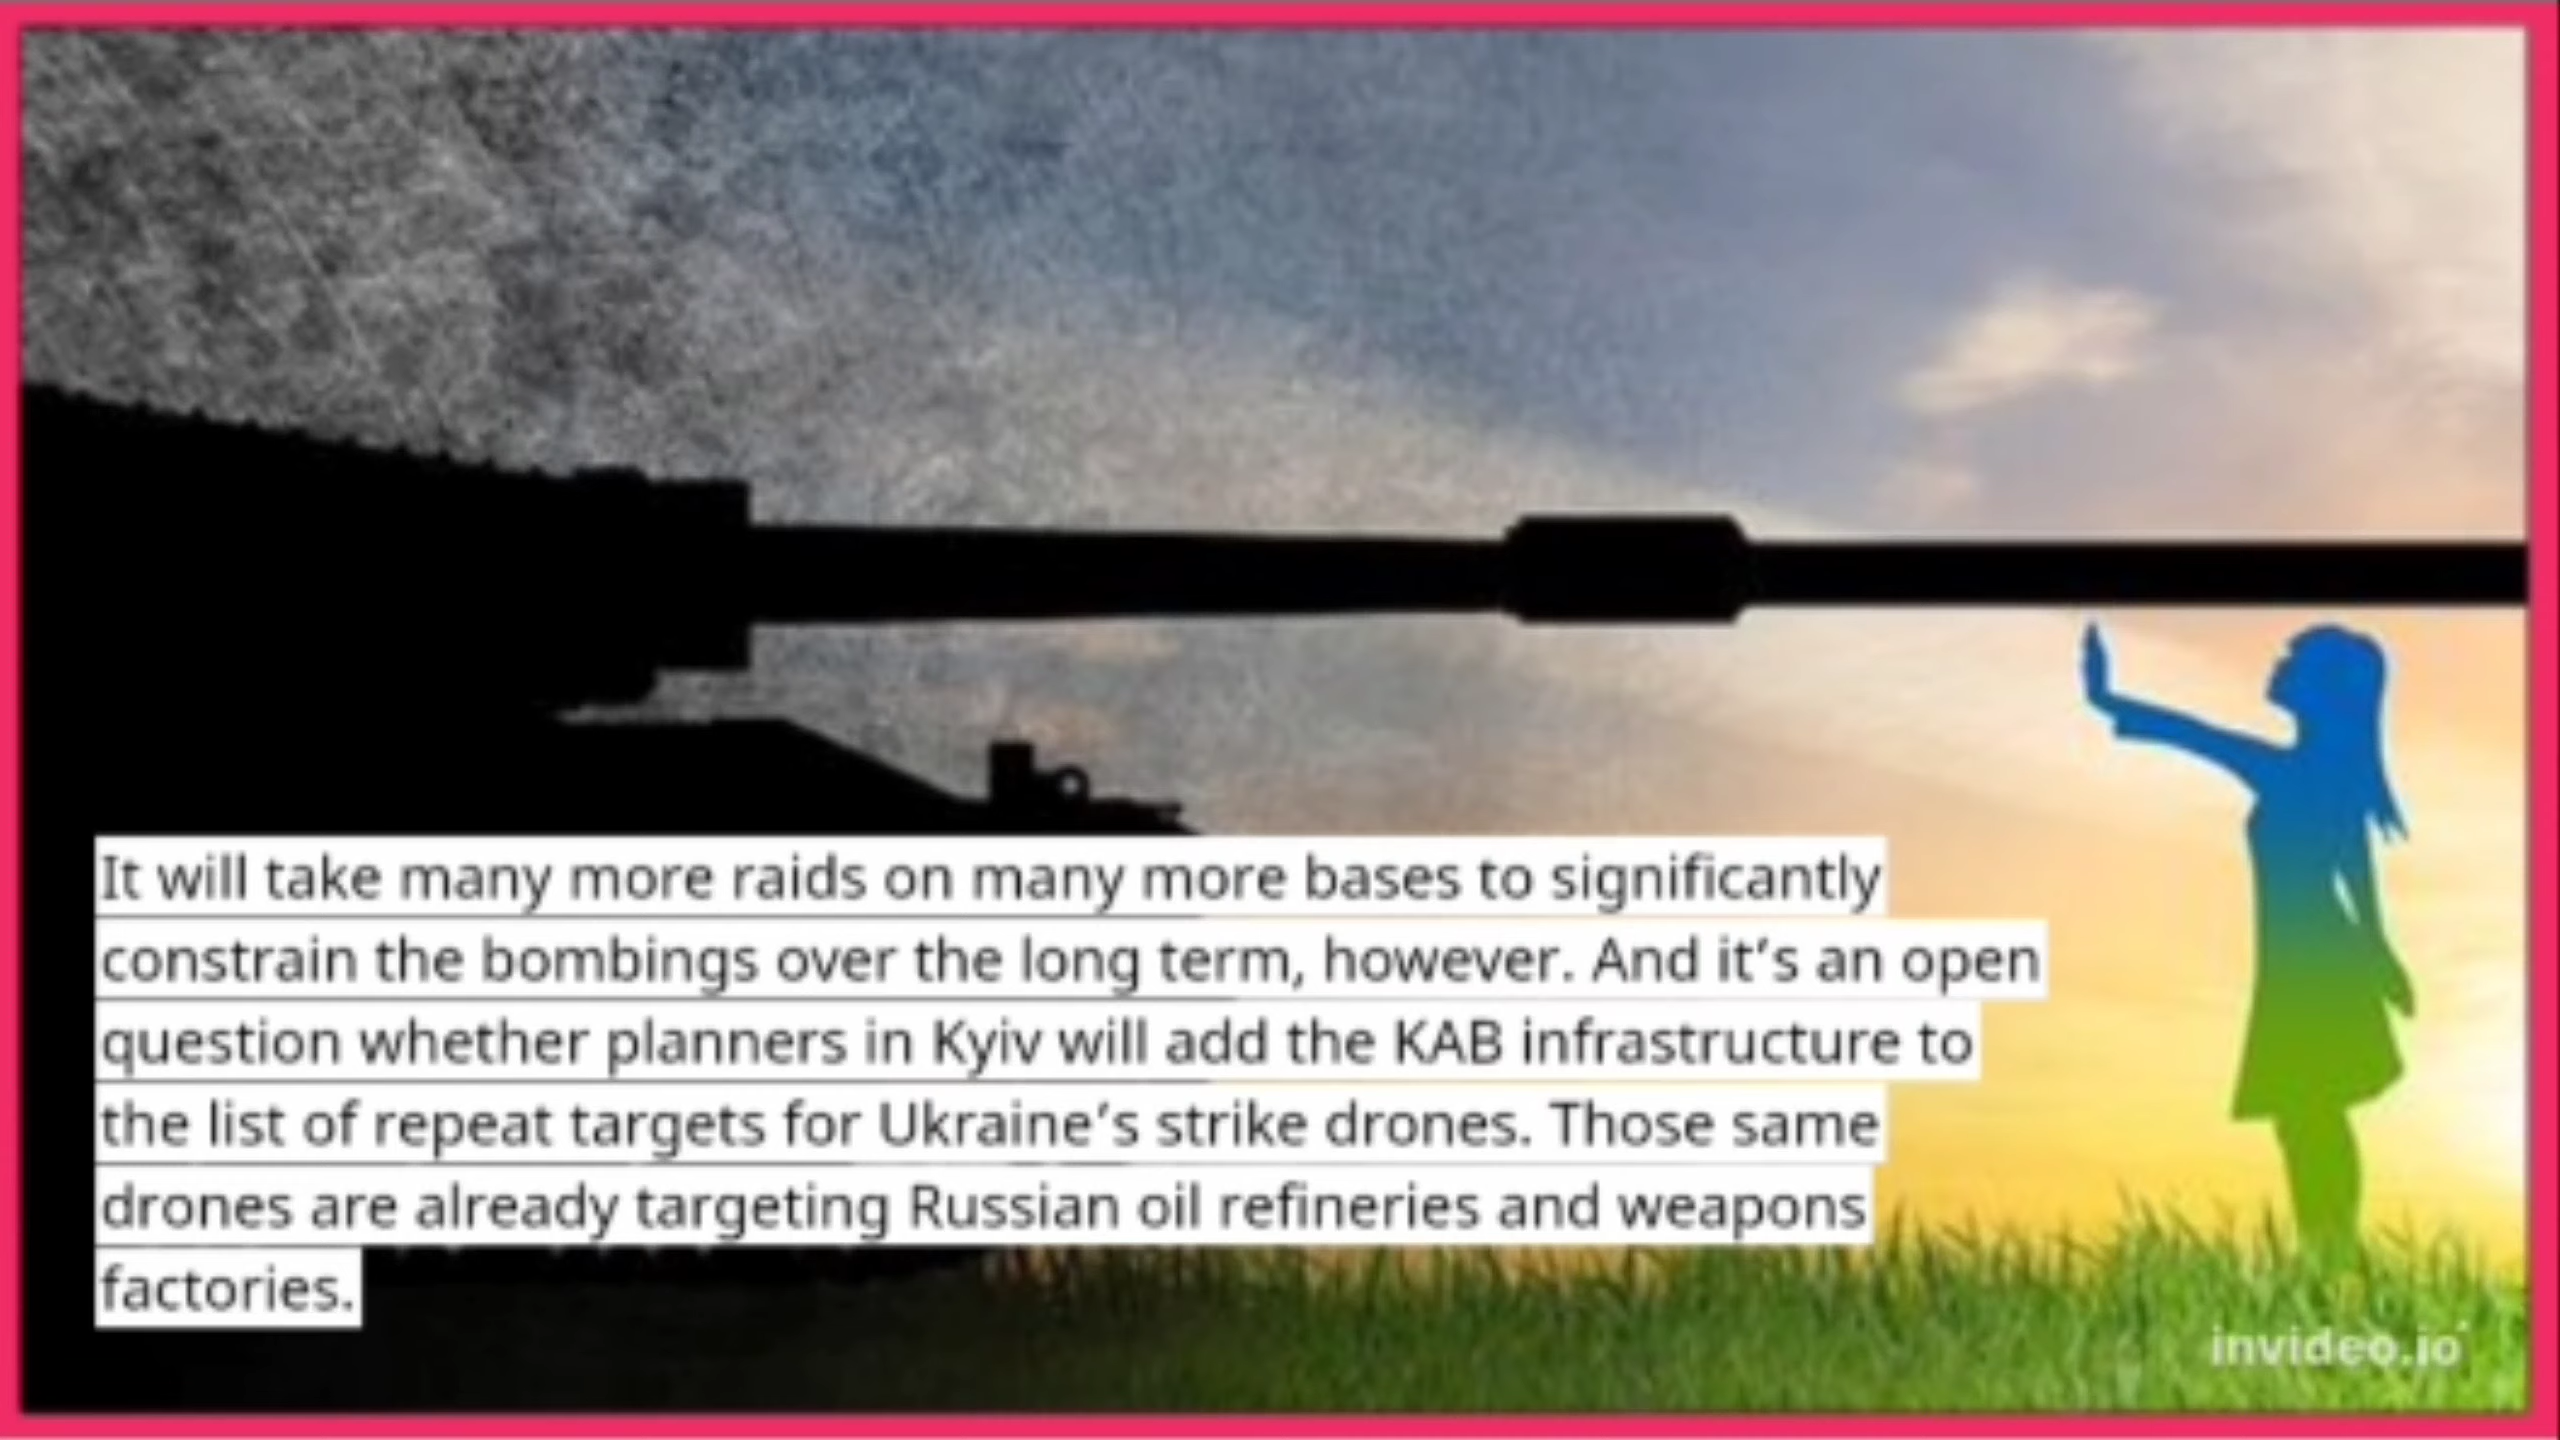 It will take many more raids on many more bases to significantly
constrain the bombings over the long term, however. And it’s an open
question whether planners in Kyiv will add the KAB infrastructure to
the list of repeat targets for Ukraine’s strike drones. Those same
drones are already targeting Russian oil refineries and weapons
factories.
invideo.io